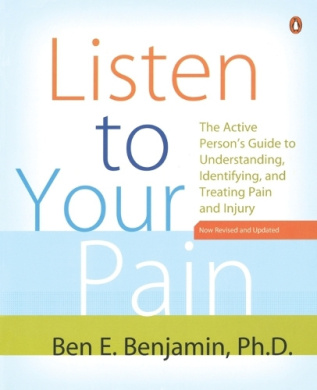 Listen
to
Your
Pain
The Active
Person's Guide to
Understanding,
Identifying, and
Treating Pain
and Injury
Now Revised and Updated
Ben E. Benjamin, Ph.D.